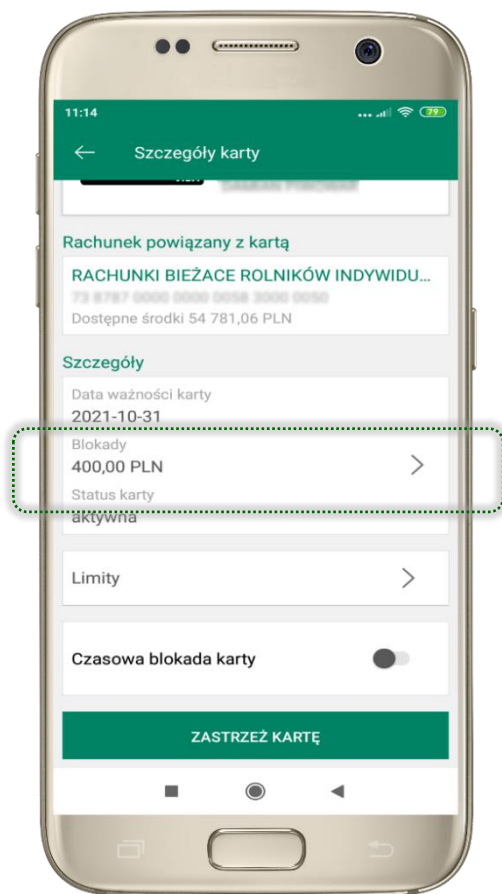 11:14
79
Szczegóły karty
Rachunek powiązany z kartą
RACHUNKI BIEŻACE ROLNIKÓW INDYWIDU...
Dostępne środki 54 781,06 PLN
Szczegóły
Data ważności karty
2021-10-31
Blokady
400,00 PLN
Status karty
aktywna
Limity
Czasowa blokada karty
ZASTRZEŻ KARTĘ